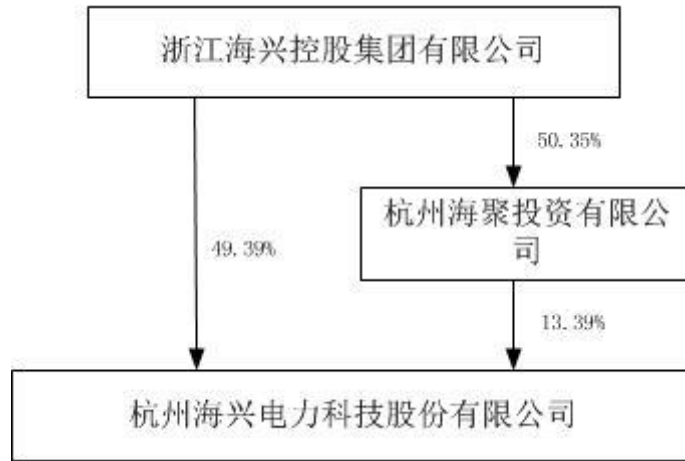 浙江海兴控股集团有限公司
50.35%
杭州海聚投资有限公
司
49.39%
13.39%
杭州海兴电力科技股份有限公司